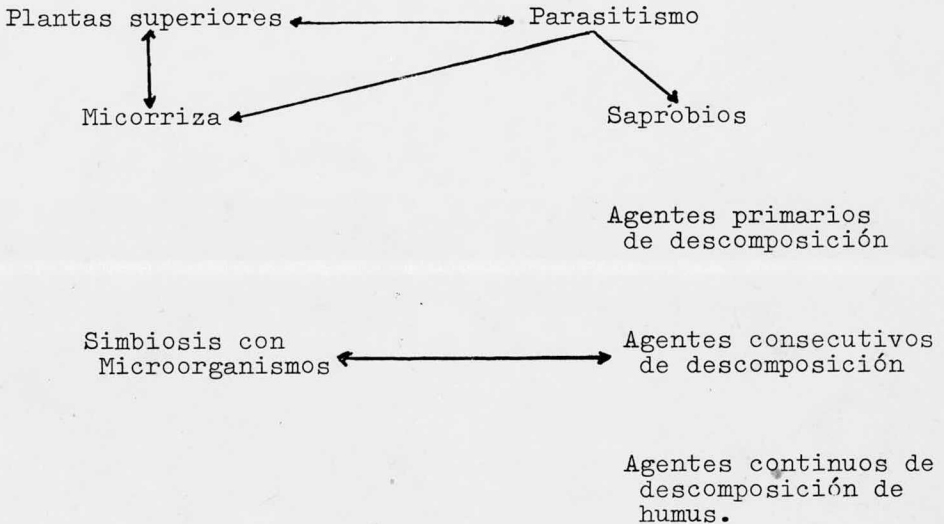 Plantas superiores Parasitismo
Micorriza Sapróbios
Agentes primarios
de descomposición
Simbiosis con Agentes consecutivos
Microorganismos de descomposición
Agentes continuos de
descomposición de
humus.